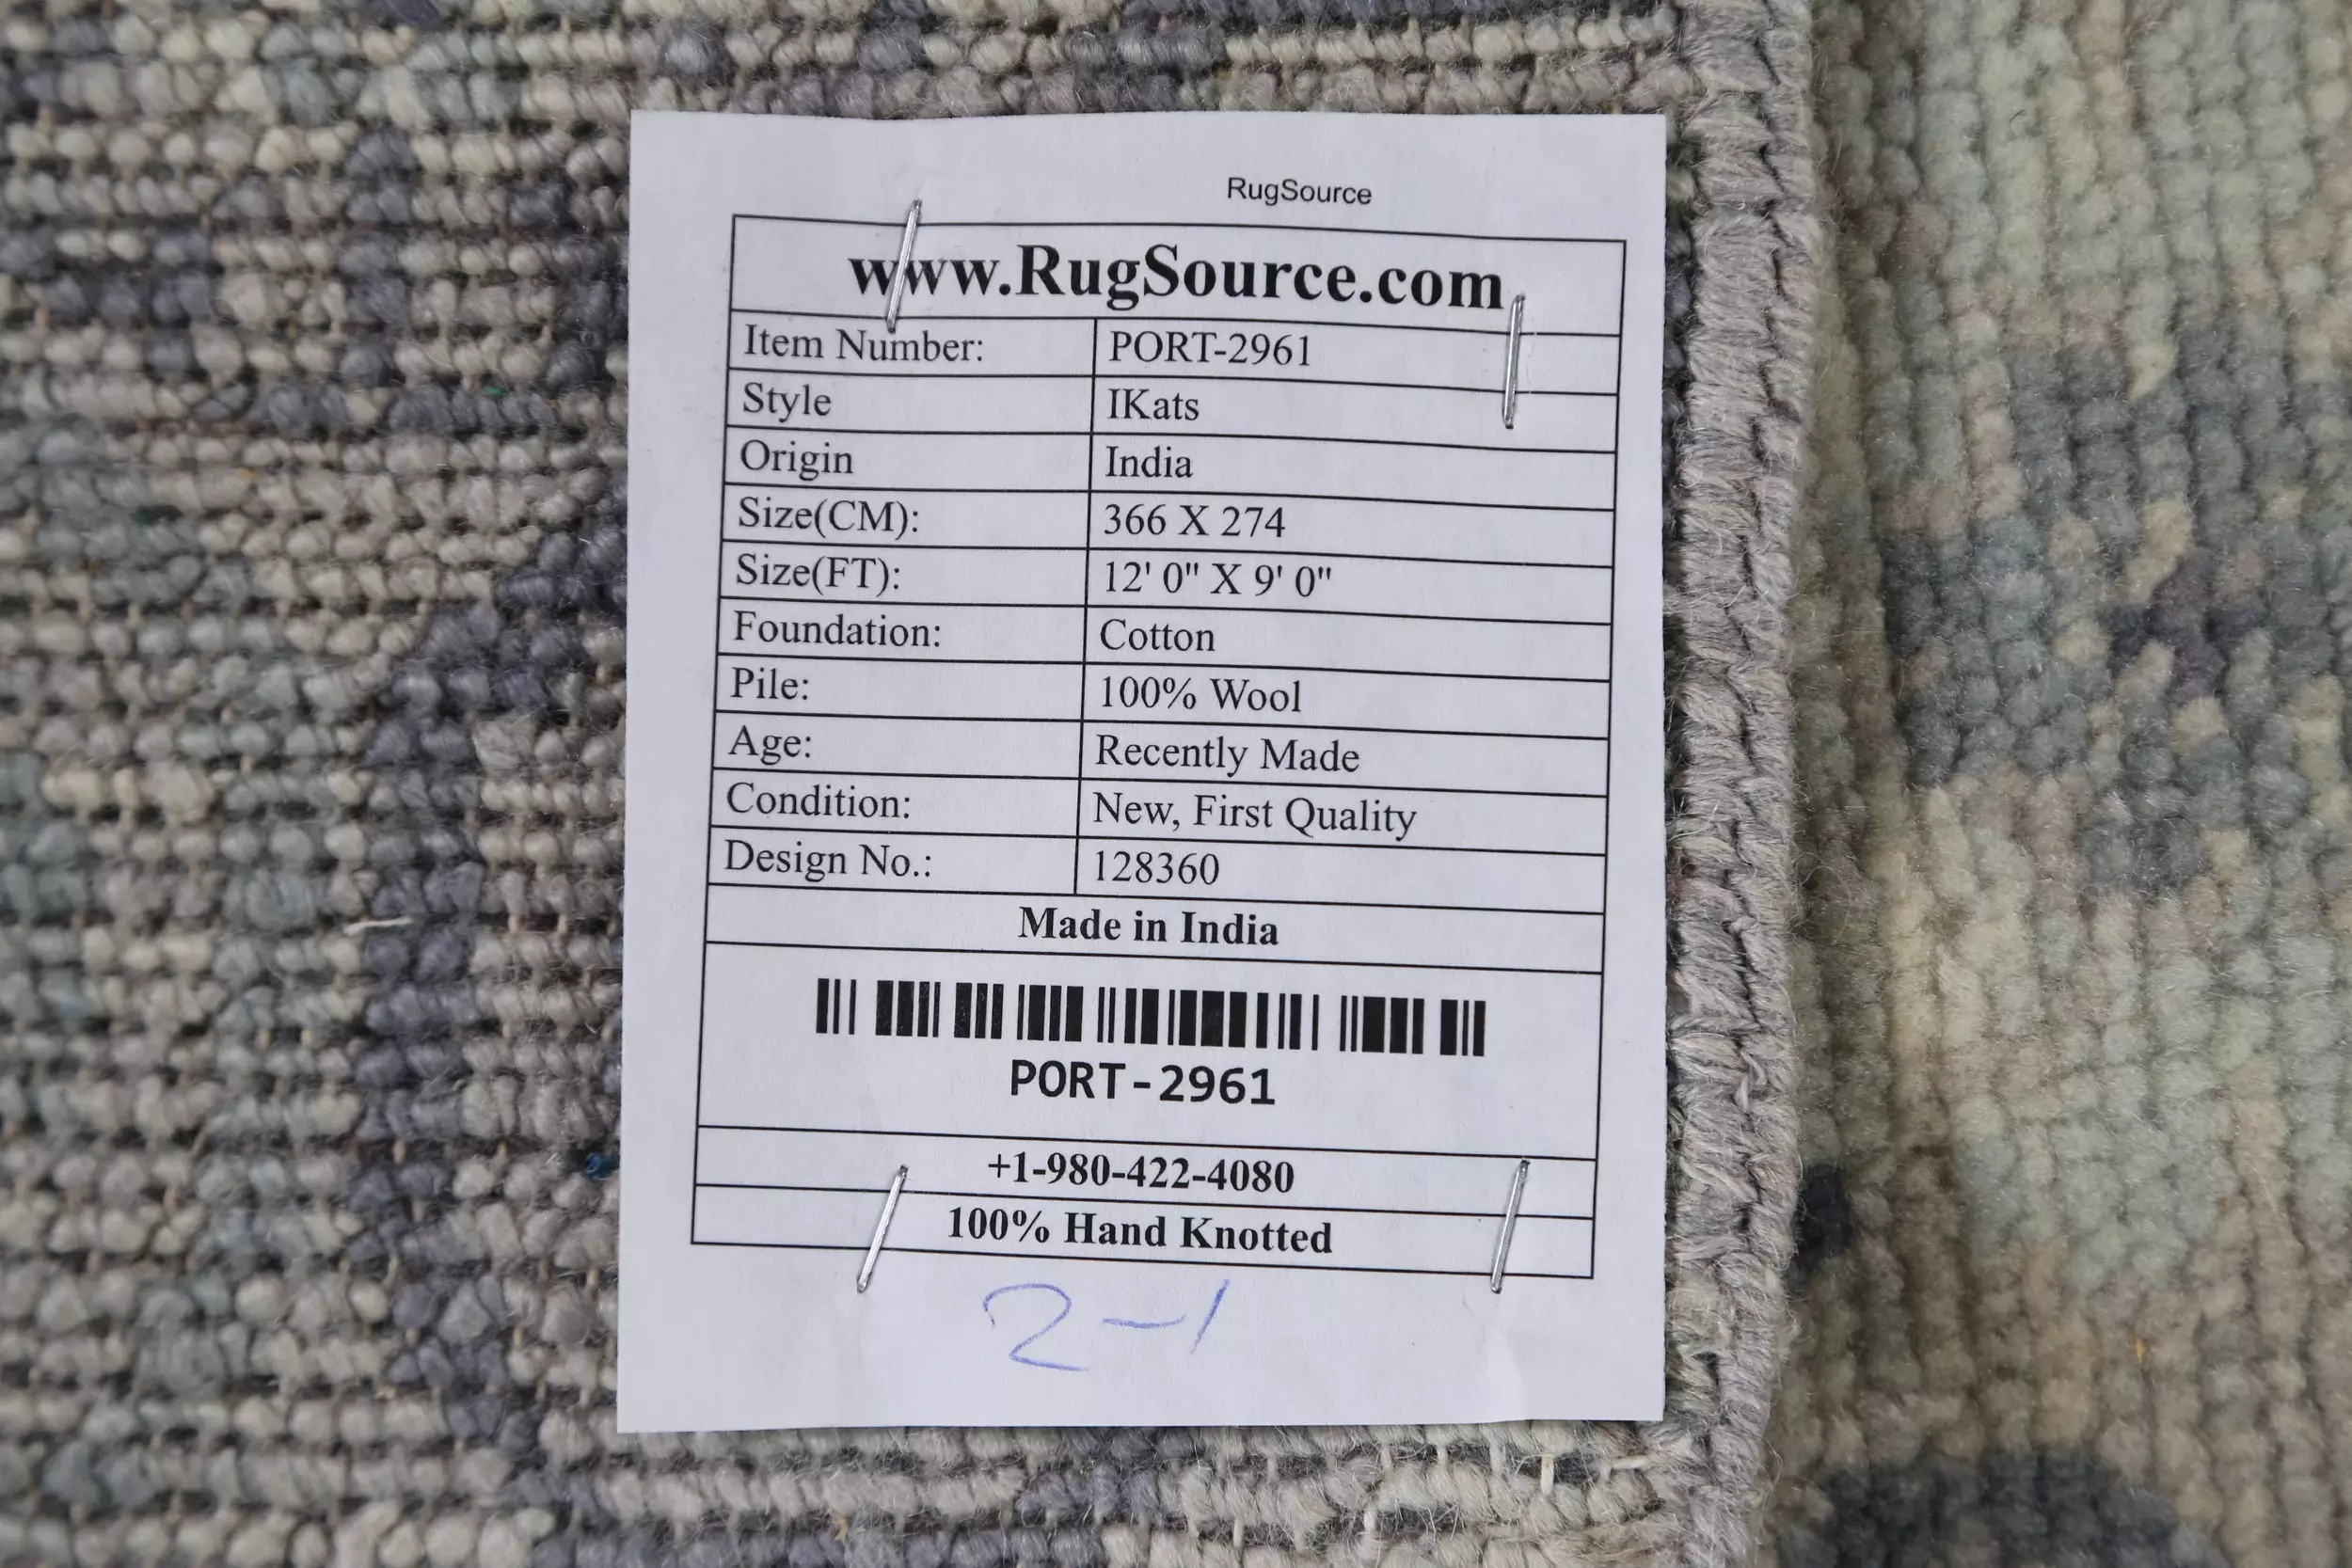 RugSource
www.RugSource.com
Item Number: PORT-2961
Style IKats
Origin India
Size(CM): 366 X 274
Size(FT): 12' 0" X 9' 0"
Foundation: Cotton
Pile: 100% Wool
Age: Recently Made
Condition: New, First Quality
Design No.: 128360
Made in India
PORT-2961
+1-980-422-4080
100% Hand Knotted
2-1